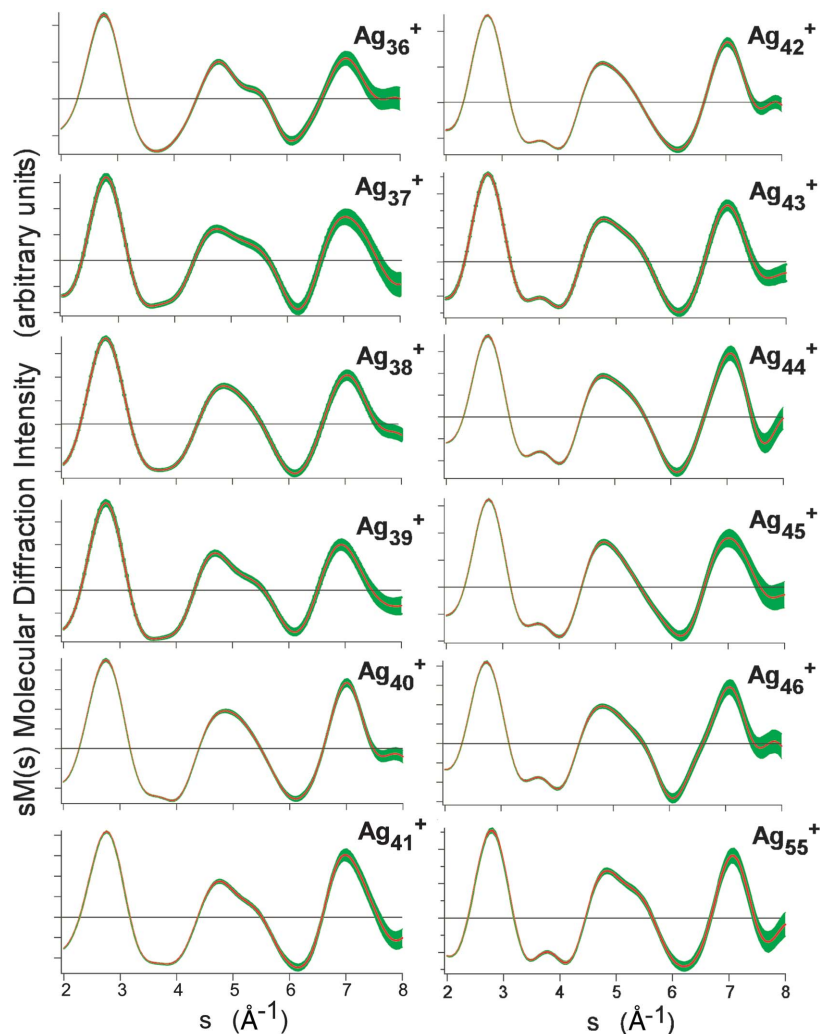 Ag36+
Ag42+
Ag37+
Ag43+
Ag38+
Ag44+
Ag39+
Ag45+
Ag40+
Ag46+
Ag41+
Ag55+
sM(s) Molecular Diffraction Intensity (arbitrary units)
2 3 4 5 6 7 8
2 3 4 5 6 7 8
s (Å-1)
s (Å-1)